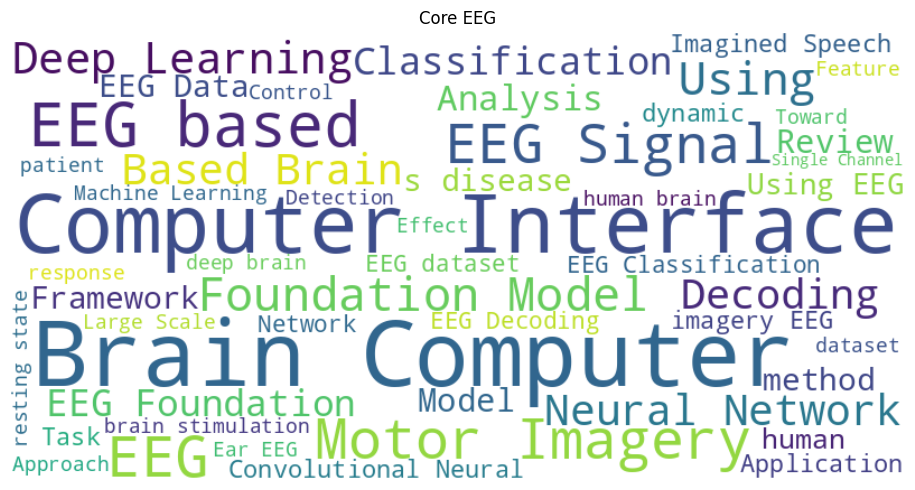 Core EEG
Deep Learning
Classification
Imagined Speech
EEG Data
Control
Using
Feature
EEG based
Analysis
dynamic
Toward
EEG Signal
Review
patient
Based Brain
s disease
Single Channel
Using EEG
Machine Learning
Detection
human brain
Computer Interface
Effect
response
deep brain
EEG dataset
EEG Classification
Framework
Foundation Model
Decoding
resting state
Large Scale
Network
EEG Decoding
imagery EEG
Brain Computer
dataset
method
EEG Foundation
Model
Neural Network
brain stimulation
Task
EEG
Ear EEG
Motor Imagery
human
Approach
Convolutional Neural
Application